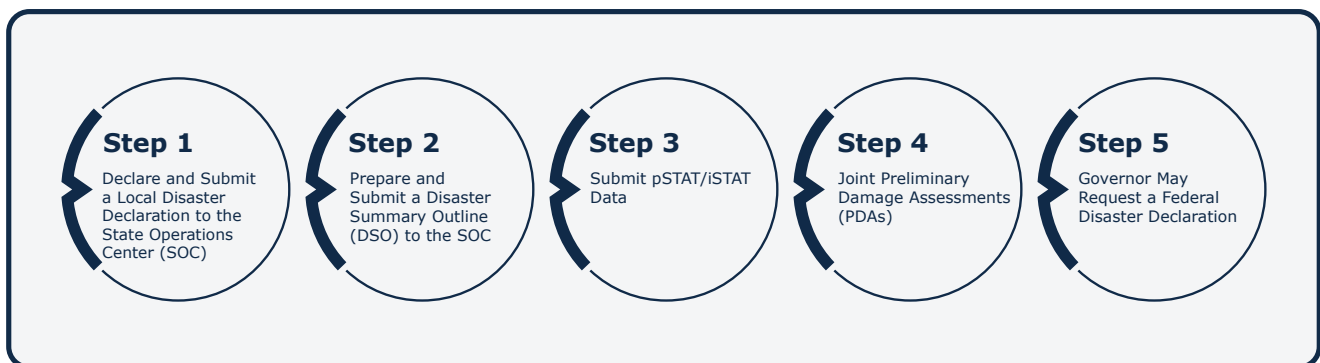 Step 1
Declare and Submit
a Local Disaster
Declaration to the
State Operations
Center (SOC)
Step 2
Prepare and
Submit a Disaster
Summary Outline
(DSO) to the SOC
Step 3
Submit pSTAT/iSTAT
Data
Step 4
Joint Preliminary
Damage Assessments
(PDAs)
Step 5
Governor May
Request a Federal
Disaster Declaration